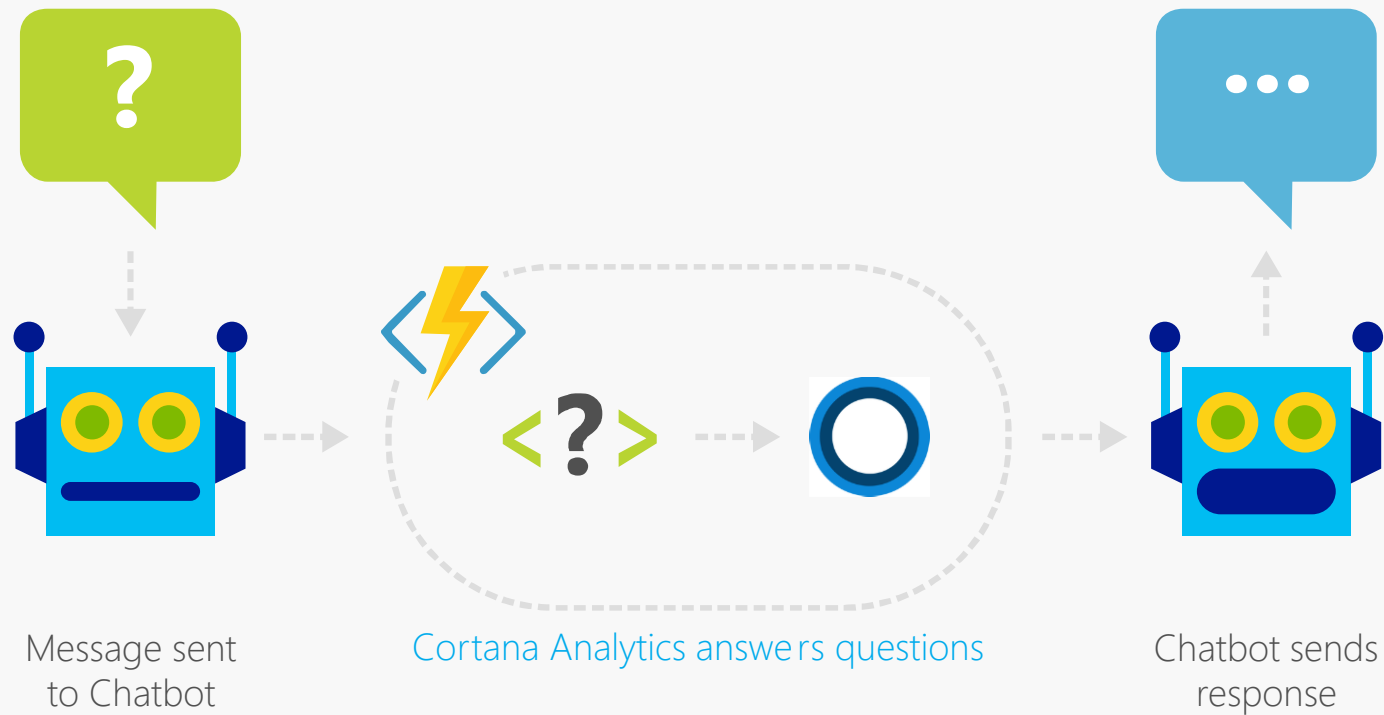 ?
...
<?>
Message sent
to Chatbot
Cortana Analytics answers questions
Chatbot sends
response